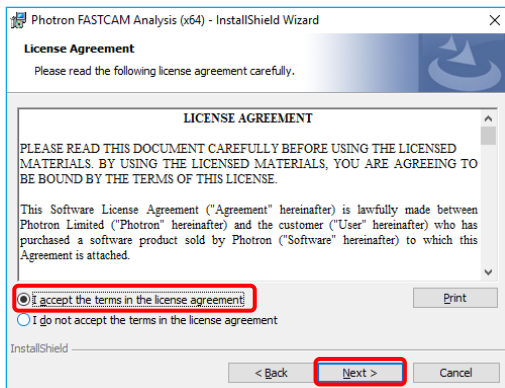 Photron FASTCAM Analysis (x64) - InstallShield Wizard
License Agreement
Please read the following license agreement carefully.
LICENSE AGREEMENT
PLEASE READ THIS DOCUMENT CAREFULLY BEFORE USING THE LICENSED
MATERIALS. BY USING THE LICENSED MATERIALS, YOU ARE AGREEING TO
BE BOUND BY THE TERMS OF THIS LICENSE.
This Software License Agreement ("Agreement" hereinafter) is lawfully made between
Photron Limited ("Photron" hereinafter) and the customer ("User" hereinafter) who has
purchased a software product sold by Photron ("Software" hereinafter) to which this
Agreement is attached.
I accept the terms in the license agreement
Print
I do not accept the terms in the license agreement
InstallShield
< Back
Next >
Cancel